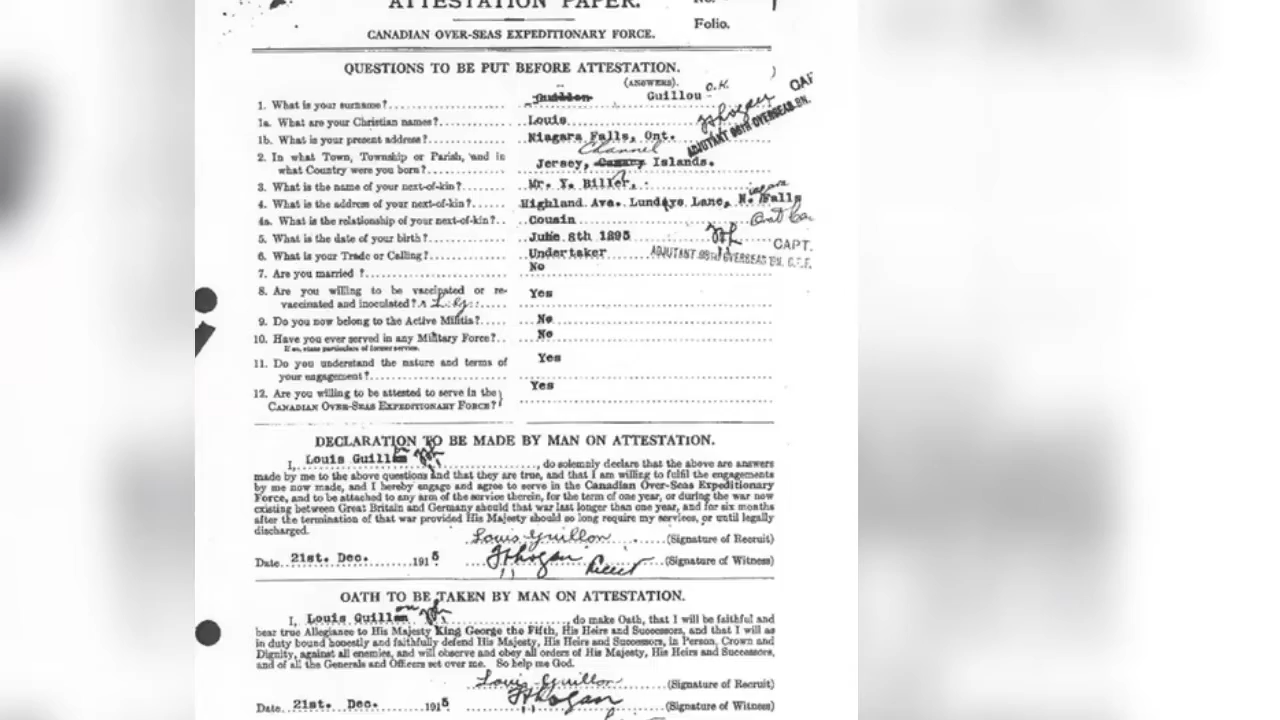 ATTESTATION PAPER.
No.
Folio.
CANADIAN OVER-SEAS EXPEDITIONARY FORCE.
QUESTIONS TO BE PUT BEFORE ATTESTATION.
(ANSWERS).
1. What is your surname? Guillon Guillou O.K.
1a. What are your Christian names? Louis
1b. What is your present address? Niagara Falls, Ont.
ADJUTANT 98TH OVERSEAS BN.
2. In what Town, Township or Parish, and in
what Country were you born? Jersey, Canary Channel Islands.
3. What is the name of your next-of-kin? Mr. Y. Biller,
4. What is the address of your next-of-kin? Highland Ave. Lundys Lane, Niagara Falls
4a. What is the relationship of your next-of-kin? Cousin
5. What is the date of your birth? June 8th 1895
CAPT.
6. What is your Trade or Calling? Undertaker
ADJUTANT 98TH OVERSEAS BN. C.E.F.
7. Are you married ? No
8. Are you willing to be vaccinated or re-
vaccinated and inoculated? Yes
9. Do you now belong to the Active Militia? No
10. Have you ever served in any Military Force? No
If so, state particulars of former service.
11. Do you understand the nature and terms of
your engagement? Yes
12. Are you willing to be attested to serve in the
CANADIAN OVER-SEAS EXPEDITIONARY FORCE? Yes
DECLARATION TO BE MADE BY MAN ON ATTESTATION.
I, Louis Guillon, do solemnly declare that the above are answers
made by me to the above questions and that they are true, and that I am willing to fulfil the engagements
by me now made, and I hereby engage and agree to serve in the Canadian Over-Seas Expeditionary
Force, and to be attached to any arm of the service therein, for the term of one year, or during the war now
existing between Great Britain and Germany should that war last longer than one year, and for six months
after the termination of that war provided His Majesty should so long require my services, or until legally
discharged.
Louis Guillon (Signature of Recruit)
Date 21st. Dec. 1915 (Signature of Witness)
OATH TO BE TAKEN BY MAN ON ATTESTATION.
I, Louis Guillon, do make Oath, that I will be faithful and
bear true Allegiance to His Majesty King George the Fifth, His Heirs and Successors, and that I will as
in duty bound honestly and faithfully defend His Majesty, His Heirs and Successors, in Person, Crown and
Dignity, against all enemies, and will observe and obey all orders of His Majesty, His Heirs and Successors,
and of all the Generals and Officers set over me. So help me God.
Louis Guillon (Signature of Recruit)
Date 21st. Dec. 1915 (Signature of Witness)